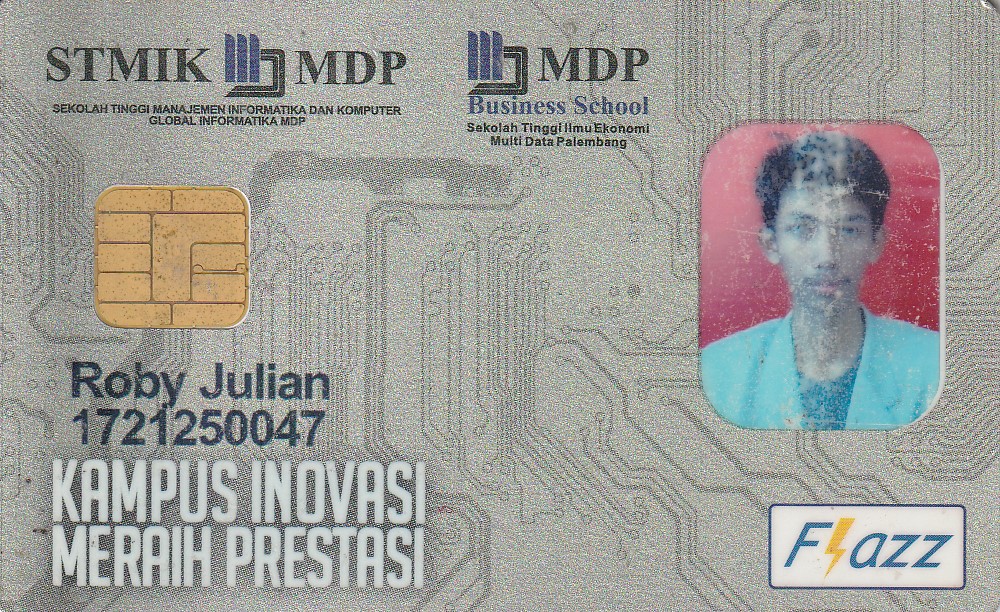 STMIK MDP
SEKOLAH TINGGI MANAJEMEN INFORMATIKA DAN KOMPUTER
GLOBAL INFORMATIKA MDP
MDP
Business School
Sekolah Tinggi Ilmu Ekonomi
Multi Data Palembang
Roby Julian
1721250047
KAMPUS INOVASI
MERAIH PRESTASI
Flazz